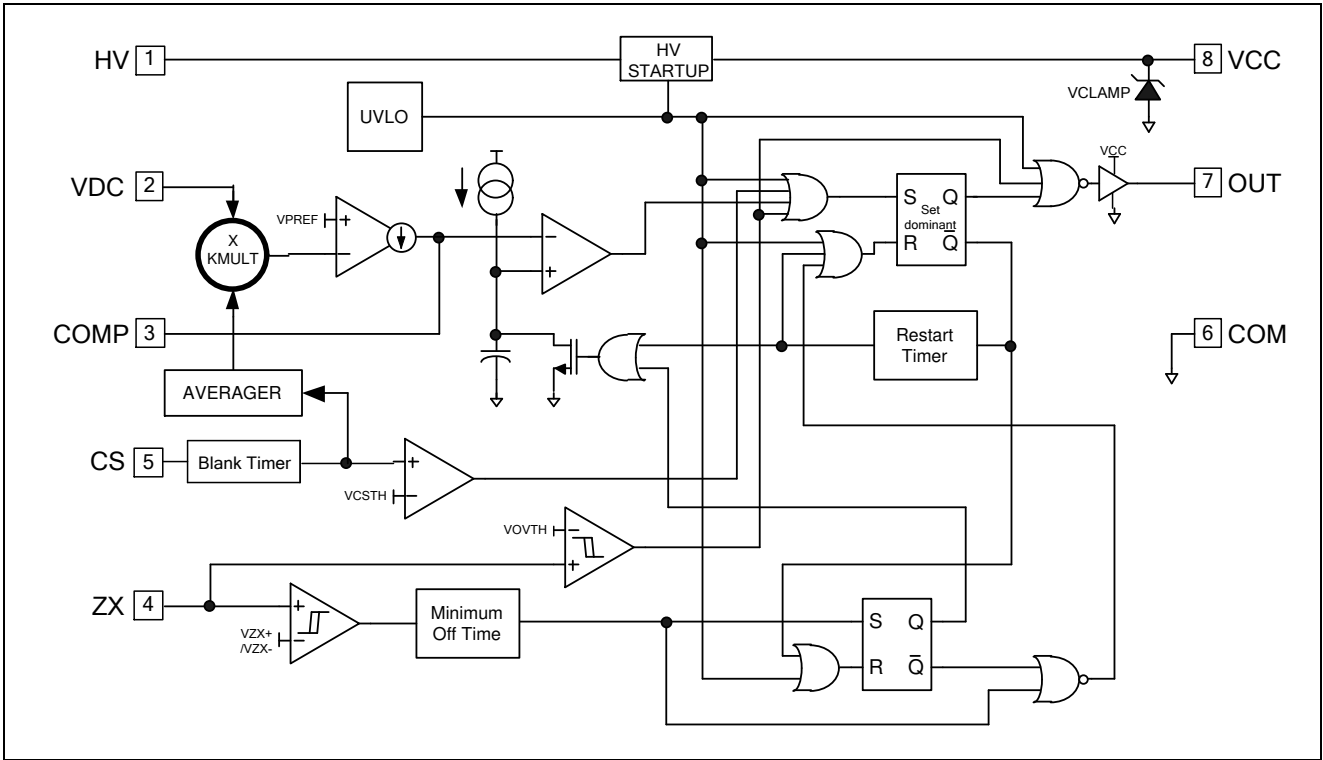 HV 1
HV
STARTUP
8 VCC
UVLO
VCLAMP
VDC 2
VPREF
+
−
X
KMULT
−
+
S Q
Set
dominant
R Q̅
VCC
7 OUT
COMP 3
Restart
Timer
6 COM
AVERAGER
CS 5
Blank Timer
+
VCSTH
−
VOVTH
−
+
ZX 4
+
VZX+
/VZX-
−
Minimum
Off Time
S Q
R Q̅